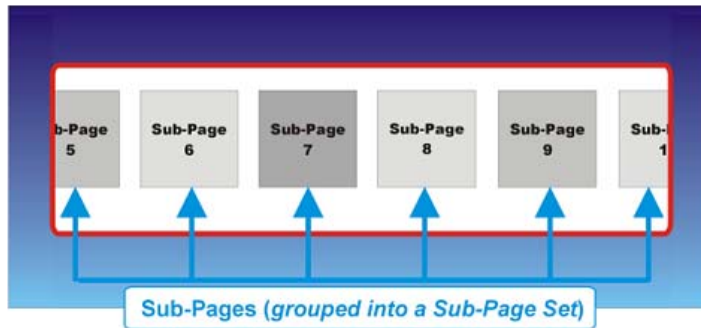 b-Page
5
Sub-Page
6
Sub-Page
7
Sub-Page
8
Sub-Page
9
Sub-
1
Sub-Pages (grouped into a Sub-Page Set)